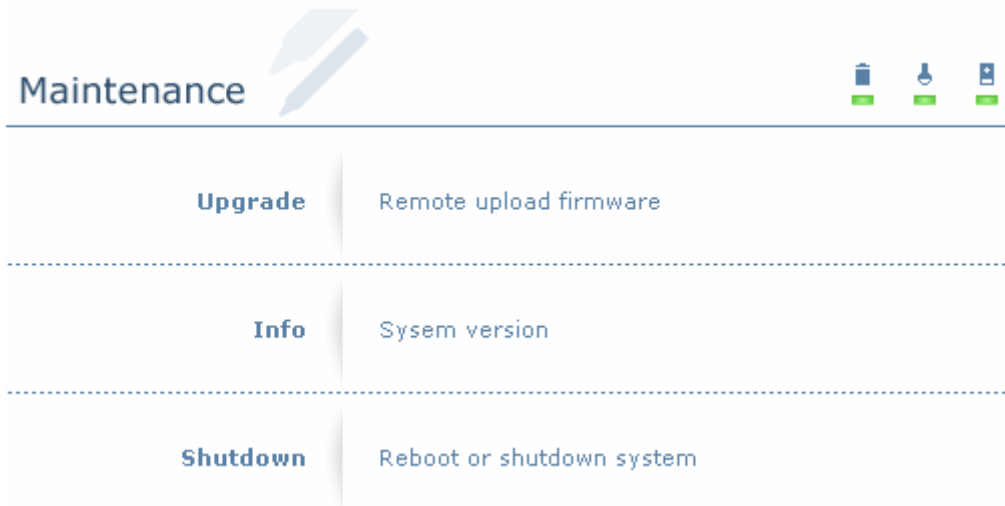 Maintenance
Upgrade Remote upload firmware
Info Sysem version
Shutdown Reboot or shutdown system